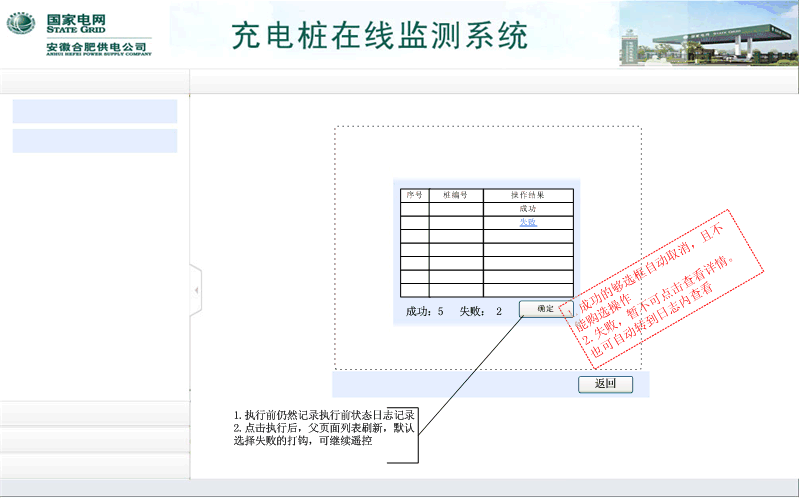 国家电网
STATE GRID
安徽合肥供电公司
ANHUI HEFEI POWER SUPPLY COMPANY
充电桩在线监测系统
国家电网
序号 桩编号 操作结果
成功
失败
成功：5 失败： 2
确定
1.成功的够选框自动取消，且不
能购选操作
2.失败，暂不可点击查看详情。
也可自动转到日志内查看
返回
1.执行前仍然记录执行前状态日志记录
2.点击执行后，父页面列表刷新，默认
选择失败的打钩，可继续遥控